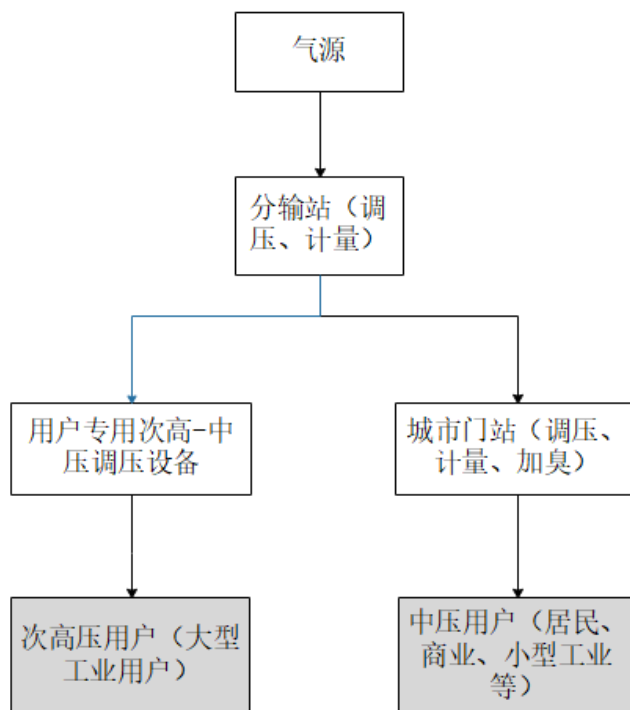 气源
分输站（调
压、计量）
用户专用次高-中
压调压设备
城市门站（调压、
计量、加臭）
次高压用户（大型
工业用户）
中压用户（居民、
商业、小型工业
等）